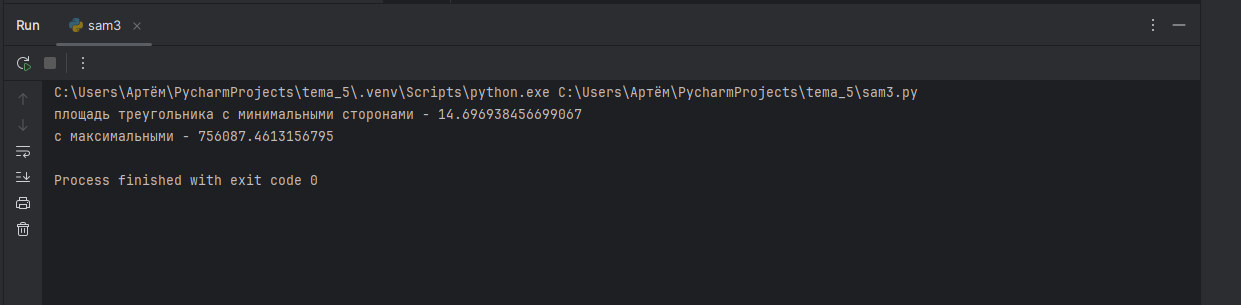 Run sam3
C:\Users\Артём\PycharmProjects\tema_5\.venv\Scripts\python.exe C:\Users\Артём\PycharmProjects\tema_5\sam3.py
площадь треугольника с минимальными сторонами - 14.696938456699067
с максимальными - 756087.4613156795
Process finished with exit code 0